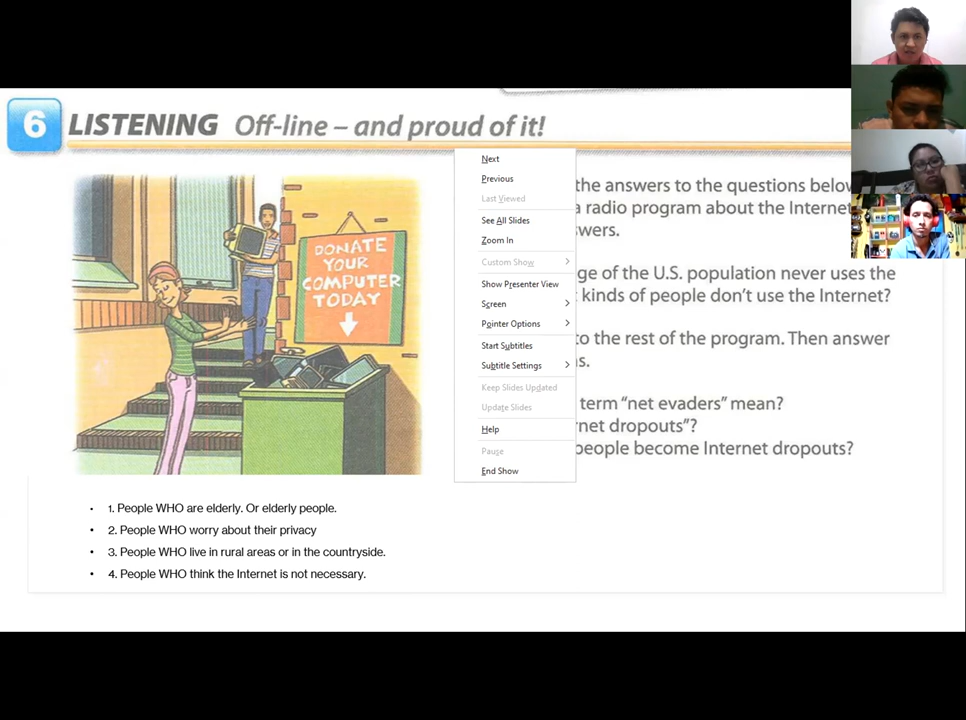 6 LISTENING Off-line – and proud of it!
DONATE
YOUR
COMPUTER
TODAY
the answers to the questions below
a radio program about the Internet
wers.
ge of the U.S. population never uses the
kinds of people don't use the Internet?
to the rest of the program. Then answer
s.
term “net evaders” mean?
rnet dropouts”?
people become Internet dropouts?
Next
Previous
Last Viewed
See All Slides
Zoom In
Custom Show
Show Presenter View
Screen
Pointer Options
Start Subtitles
Subtitle Settings
Keep Slides Updated
Update Slides
Help
Pause
End Show
• 1. People WHO are elderly. Or elderly people.
• 2. People WHO worry about their privacy
• 3. People WHO live in rural areas or in the countryside.
• 4. People WHO think the Internet is not necessary.